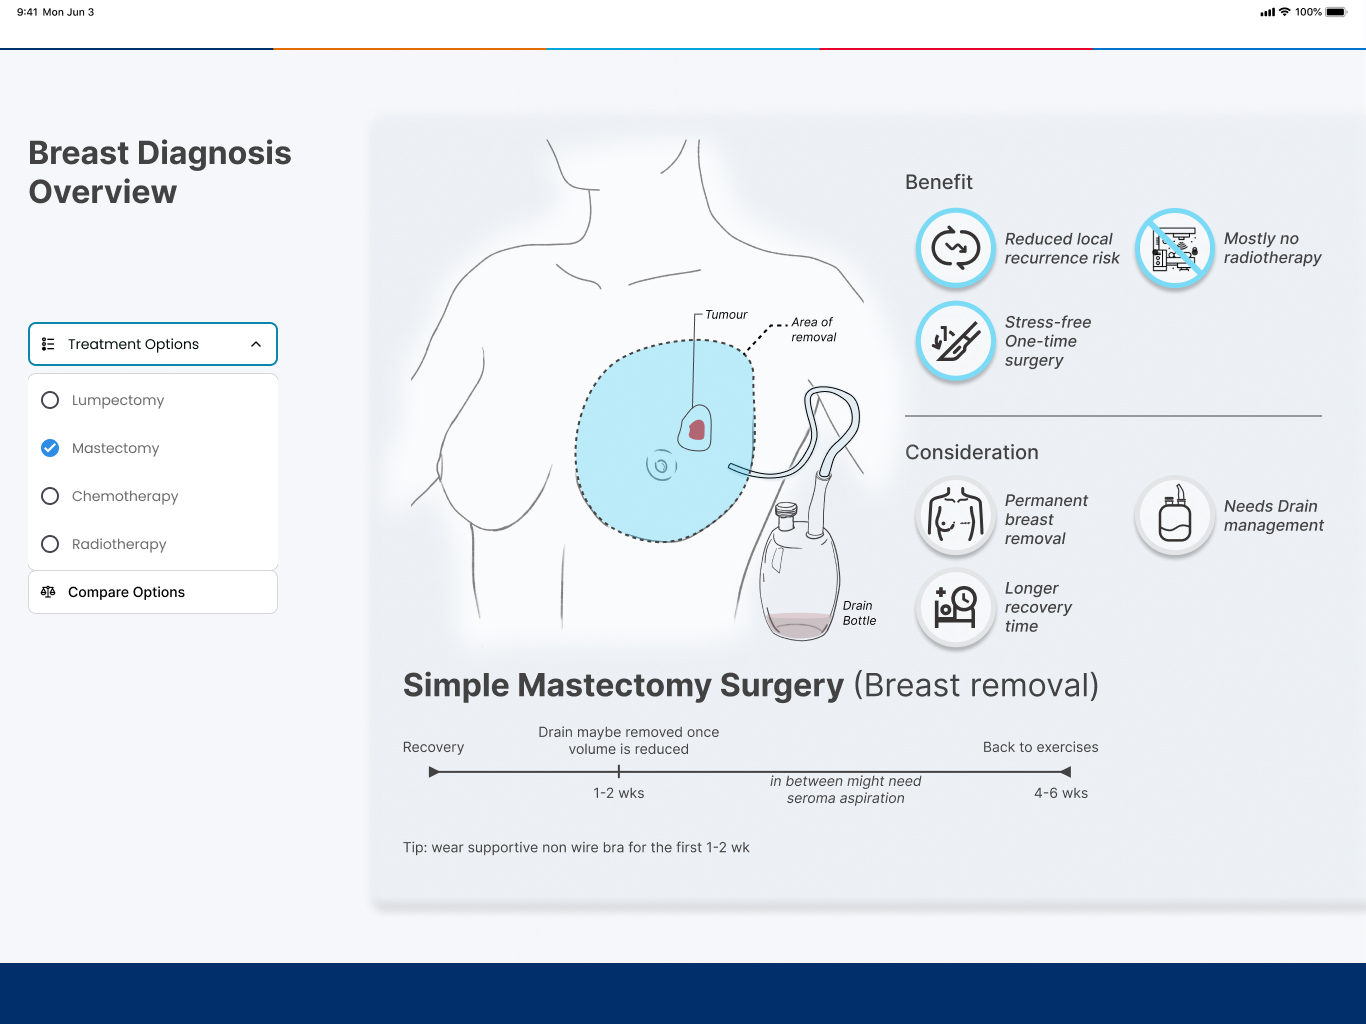 9:41 Mon Jun 3
100%
Breast Diagnosis
Overview
Treatment Options
Lumpectomy
Mastectomy
Chemotherapy
Radiotherapy
Compare Options
Tumour
Area of
removal
Drain
Bottle
Benefit
Reduced local
recurrence risk
Mostly no
radiotherapy
1
Stress-free
One-time
surgery
Consideration
Permanent
breast
removal
Needs Drain
management
Longer
recovery
time
Simple Mastectomy Surgery (Breast removal)
Recovery
Drain maybe removed once
volume is reduced
Back to exercises
1-2 wks
in between might need
seroma aspiration
4-6 wks
Tip: wear supportive non wire bra for the first 1-2 wk